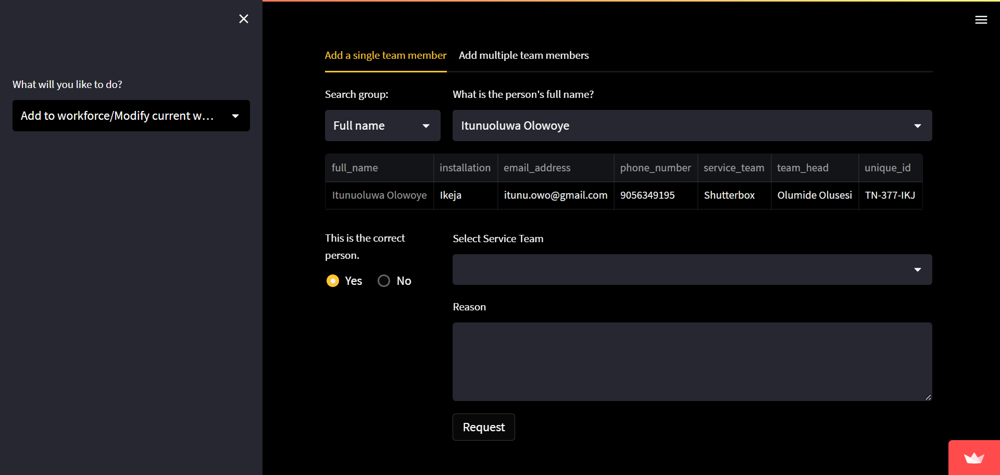 What will you like to do?
Add to workforce/Modify current w...
Add a single team member
Add multiple team members
Search group:
What is the person's full name?
Full name
Itunuoluwa Olowoye
full_name installation email_address phone_number service_team team_head unique_id
Itunuoluwa Olowoye Ikeja itunu.owo@gmail.com 9056349195 Shutterbox Olumide Olusesi TN-377-IKJ
This is the correct
person.
Yes No
Select Service Team
Reason
Request